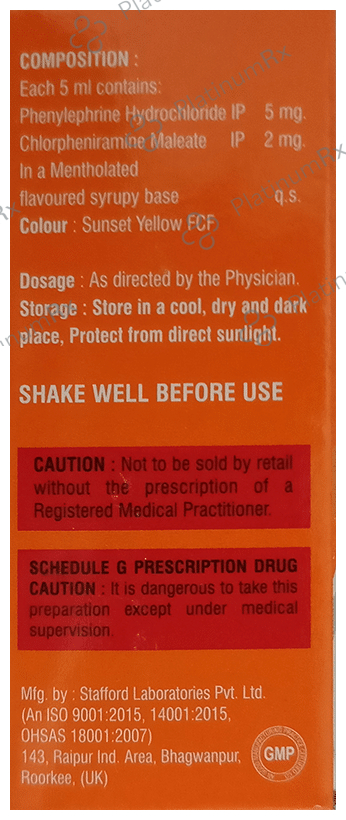 COMPOSITION :
Each 5 ml contains:
Phenylephrine Hydrochloride IP 5 mg.
Chlorpheniramine Maleate IP 2 mg.
In a Mentholated
flavoured syrupy base q.s.
Colour : Sunset Yellow FCF
Dosage : As directed by the Physician.
Storage : Store in a cool, dry and dark
place, Protect from direct sunlight.
SHAKE WELL BEFORE USE
CAUTION : Not to be sold by retail
without the prescription of a
Registered Medical Practitioner.
SCHEDULE G PRESCRIPTION DRUG
CAUTION : It is dangerous to take this
preparation except under medical
supervision.
Mfg. by : Stafford Laboratories Pvt. Ltd.
(An ISO 9001:2015, 14001:2015,
OHSAS 18001:2007)
143, Raipur Ind. Area, Bhagwanpur,
Roorkee, (UK)
GMP
PlatinumRx